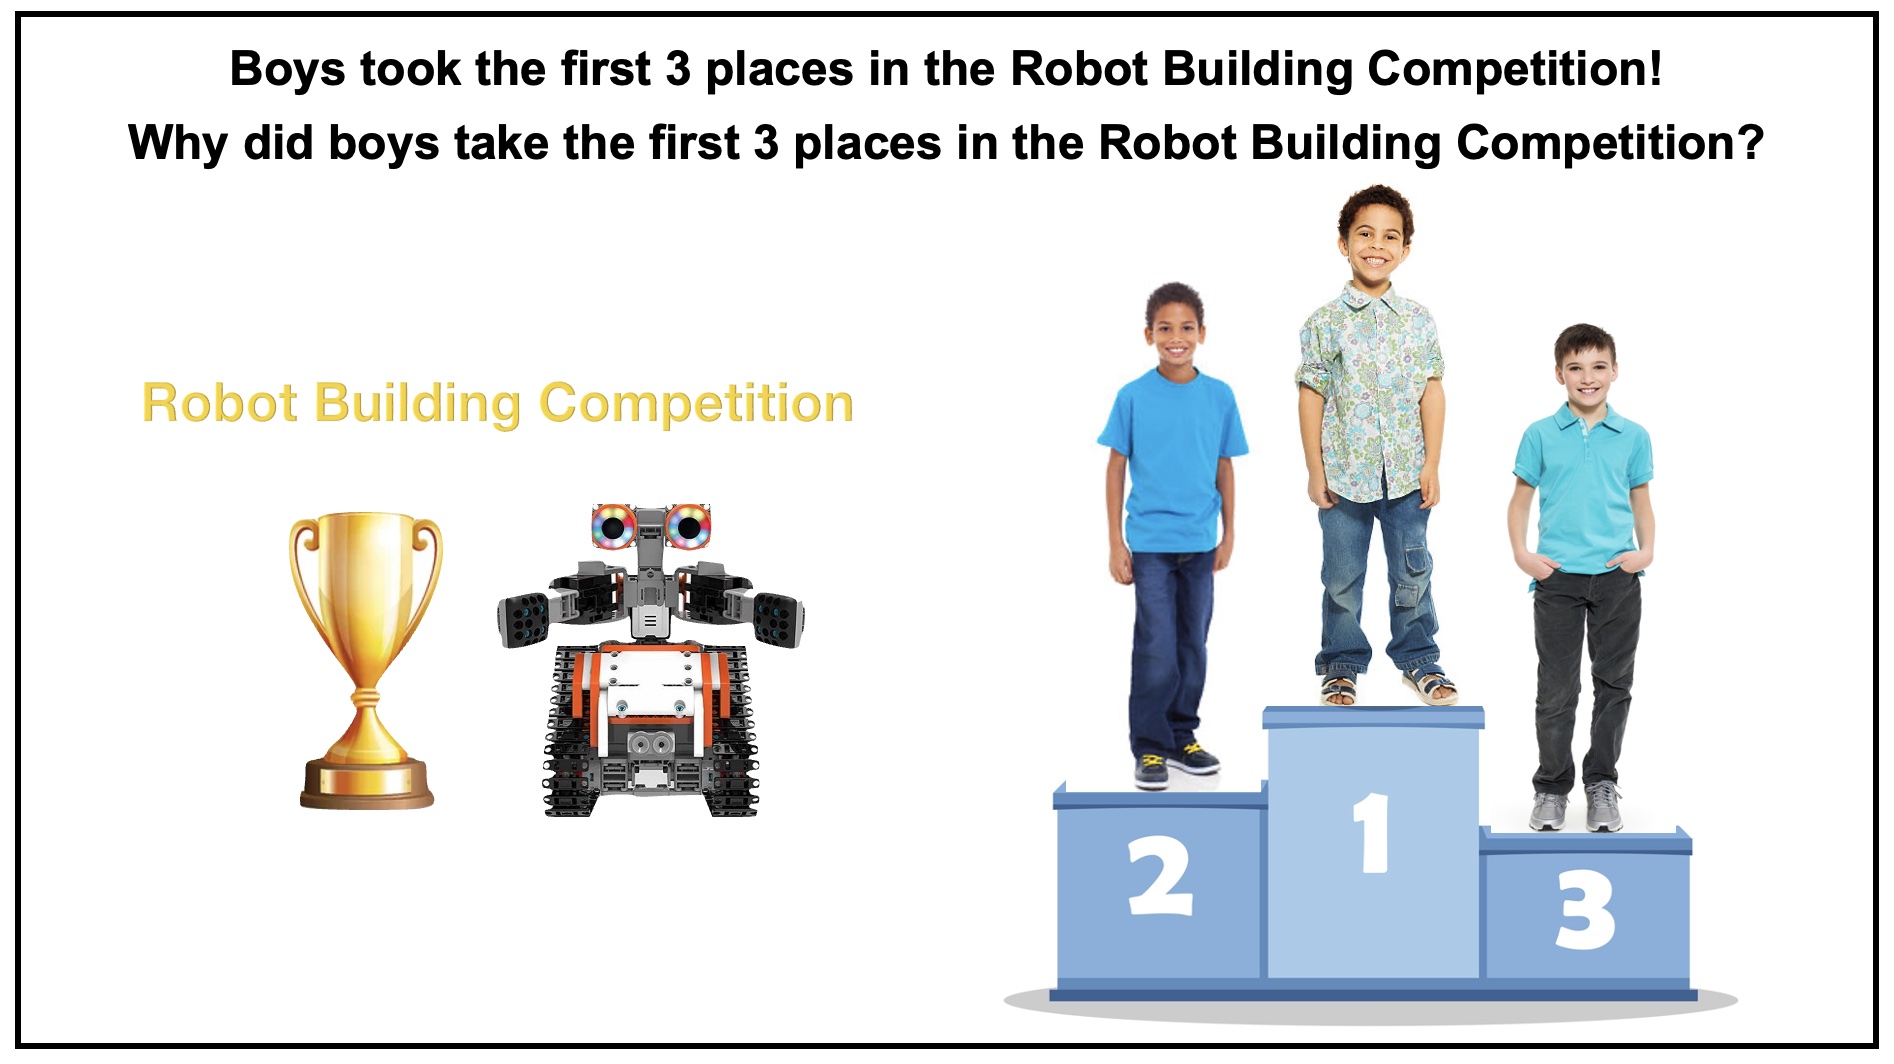 Boys took the first 3 places in the Robot Building Competition!
Why did boys take the first 3 places in the Robot Building Competition?
Robot Building Competition
2
1
3